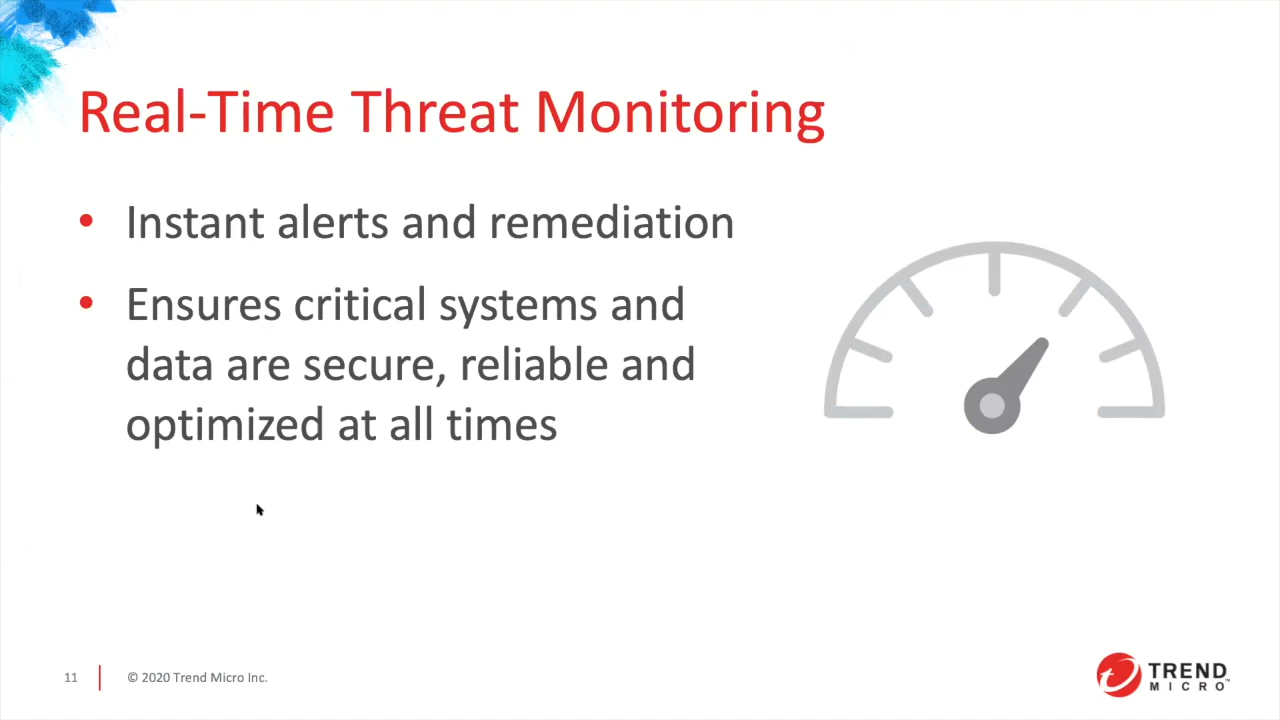 Real-Time Threat Monitoring
• Instant alerts and remediation
• Ensures critical systems and
data are secure, reliable and
optimized at all times
11
© 2020 Trend Micro Inc.
TREND
MICRO™